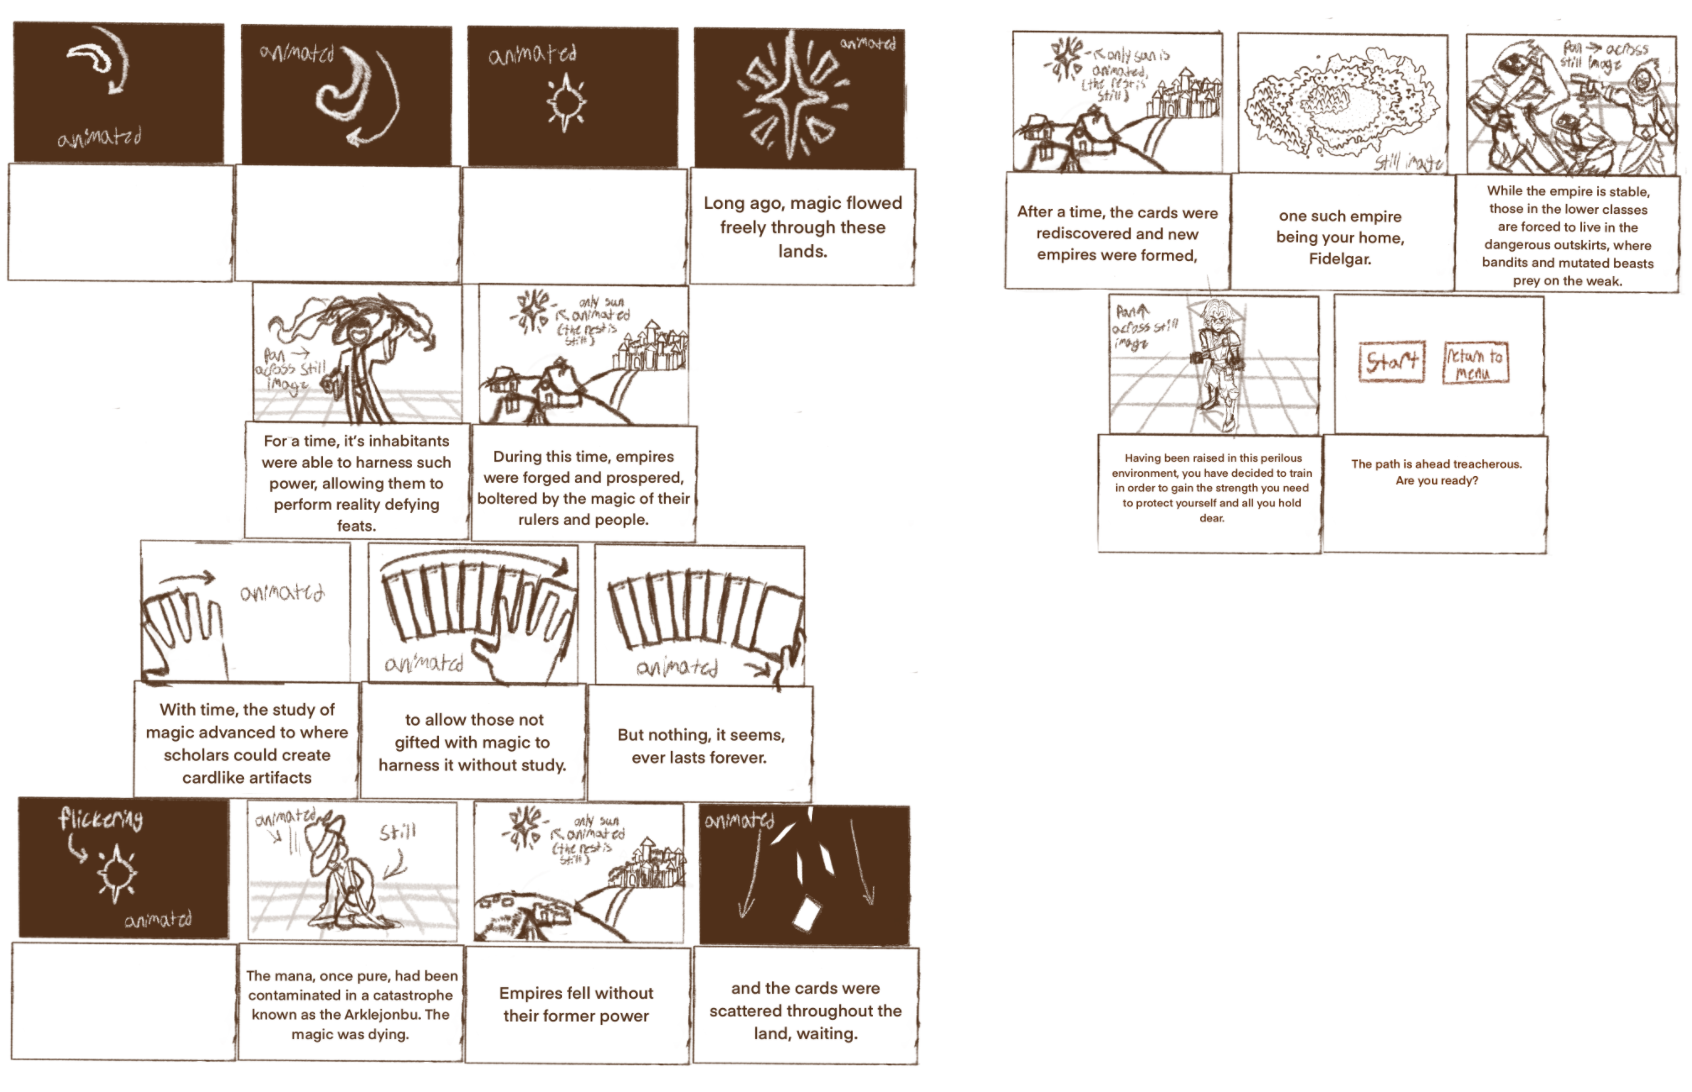 animated
animated
animated
animated
animated
Long ago, magic flowed
freely through these
lands.
pan →
across still
image
only sun
animated
(the rest is
still)
For a time, it's inhabitants
were able to harness such
power, allowing them to
perform reality defying
feats.
During this time, empires
were forged and prospered,
boltered by the magic of their
rulers and people.
animated
animated
animated
With time, the study of
magic advanced to where
scholars could create
cardlike artifacts
to allow those not
gifted with magic to
harness it without study.
But nothing, it seems,
ever lasts forever.
flickering
animated
animated
still
only sun
animated
(the rest is
still)
animated
The mana, once pure, had been
contaminated in a catastrophe
known as the Arklejonbu. The
magic was dying.
Empires fell without
their former power
and the cards were
scattered throughout the
land, waiting.
only sun is
animated,
(the rest is
still)
still image
pan → across
still image
After a time, the cards were
rediscovered and new
empires were formed,
one such empire
being your home,
Fidelgar.
While the empire is stable,
those in the lower classes
are forced to live in the
dangerous outskirts, where
bandits and mutated beasts
prey on the weak.
pan ↑
across still
image
Start
return to
menu
Having been raised in this perilous
environment, you have decided to train
in order to gain the strength you need
to protect yourself and all you hold
dear.
The path is ahead treacherous.
Are you ready?